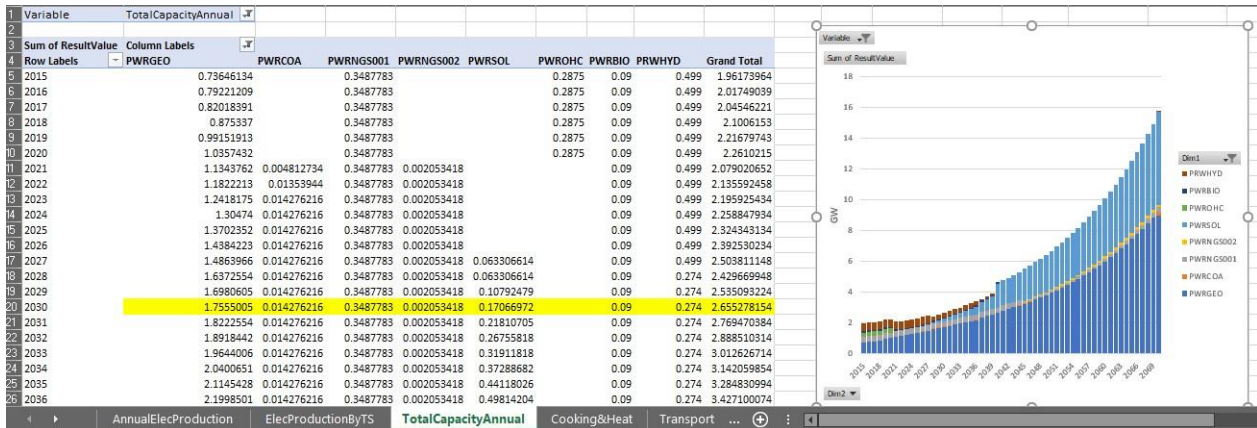 1 Variable TotalCapacityAnnual
2
3 Sum of ResultValue Column Labels
4 Row Labels PWRGEO PWRCOA PWRNGS001 PWRNGS002 PWRSOL PWROHC PWRBIO PRWHYD Grand Total
5 2015 0.73646134 0.3487783 0.2875 0.09 0.499 1.96173964
6 2016 0.79221209 0.3487783 0.2875 0.09 0.499 2.01749039
7 2017 0.82018391 0.3487783 0.2875 0.09 0.499 2.04546221
8 2018 0.875337 0.3487783 0.2875 0.09 0.499 2.1006153
9 2019 0.99151913 0.3487783 0.2875 0.09 0.499 2.21679743
10 2020 1.0357432 0.3487783 0.2875 0.09 0.499 2.2610215
11 2021 1.1343762 0.004812734 0.3487783 0.002053418 0.09 0.499 2.079020652
12 2022 1.1822213 0.01353944 0.3487783 0.002053418 0.09 0.499 2.135592458
13 2023 1.2418175 0.014276216 0.3487783 0.002053418 0.09 0.499 2.195925434
14 2024 1.30474 0.014276216 0.3487783 0.002053418 0.09 0.499 2.258847934
15 2025 1.3702352 0.014276216 0.3487783 0.002053418 0.09 0.499 2.324343134
16 2026 1.4384223 0.014276216 0.3487783 0.002053418 0.09 0.499 2.392530234
17 2027 1.4863966 0.014276216 0.3487783 0.002053418 0.063306614 0.09 0.499 2.503811148
18 2028 1.6372554 0.014276216 0.3487783 0.002053418 0.063306614 0.09 0.274 2.429669948
19 2029 1.6980605 0.014276216 0.3487783 0.002053418 0.10792479 0.09 0.274 2.535093224
20 2030 1.7555005 0.014276216 0.3487783 0.002053418 0.17066972 0.09 0.274 2.655278154
21 2031 1.8222554 0.014276216 0.3487783 0.002053418 0.21810705 0.09 0.274 2.769470384
22 2032 1.8918442 0.014276216 0.3487783 0.002053418 0.26755818 0.09 0.274 2.888510314
23 2033 1.9644006 0.014276216 0.3487783 0.002053418 0.31911818 0.09 0.274 3.012626714
24 2034 2.0400651 0.014276216 0.3487783 0.002053418 0.37288682 0.09 0.274 3.142059854
25 2035 2.1145428 0.014276216 0.3487783 0.002053418 0.44118026 0.09 0.274 3.284830994
26 2036 2.1998501 0.014276216 0.3487783 0.002053418 0.49814204 0.09 0.274 3.427100074
Variable
Sum of ResultValue
18
16
14
12
10
8
6
4
2
0
GW
2015 2018 2021 2024 2027 2030 2033 2036 2039 2042 2045 2048 2051 2054 2057 2060 2063 2066 2069
Dim1
PRWHYD
PWRBIO
PWROHC
PWRSOL
PWRNGS002
PWRNGS001
PWRCOA
PWRGEO
Dim2
AnnualElecProduction ElecProductionByTS TotalCapacityAnnual Cooking&Heat Transport ...